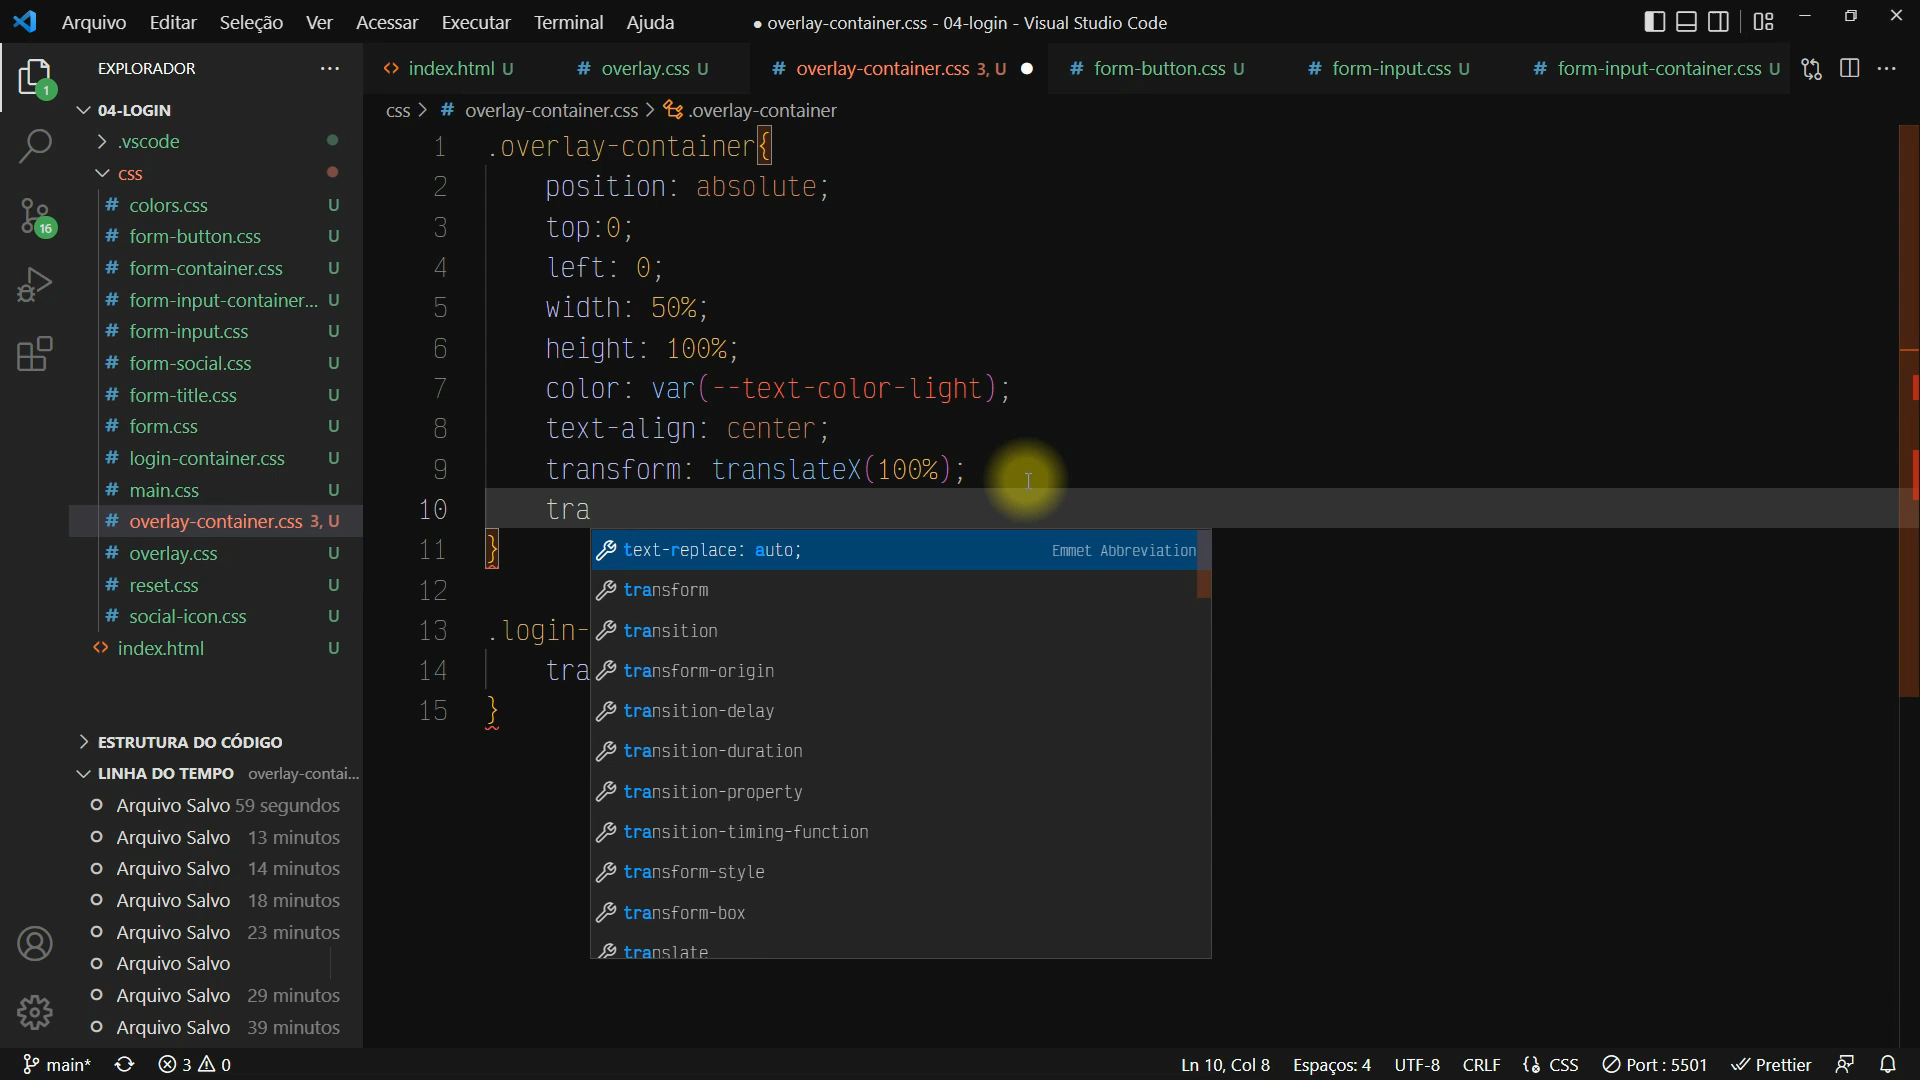 Arquivo Editar Seleção Ver Acessar Executar Terminal Ajuda
● overlay-container.css - 04-login - Visual Studio Code
EXPLORADOR
04-LOGIN
.vscode
css
# colors.css U
# form-button.css U
# form-container.css U
# form-input-container... U
# form-input.css U
# form-social.css U
# form-title.css U
# form.css U
# login-container.css U
# main.css U
# overlay-container.css 3, U
# overlay.css U
# reset.css U
# social-icon.css U
<> index.html U
ESTRUTURA DO CÓDIGO
LINHA DO TEMPO overlay-contai...
Arquivo Salvo 59 segundos
Arquivo Salvo 13 minutos
Arquivo Salvo 14 minutos
Arquivo Salvo 18 minutos
Arquivo Salvo 23 minutos
Arquivo Salvo
Arquivo Salvo 29 minutos
Arquivo Salvo 39 minutos
1
16
<> index.html U # overlay.css U # overlay-container.css 3, U # form-button.css U # form-input.css U # form-input-container.css U
css > # overlay-container.css > .overlay-container
1 .overlay-container{
2 position: absolute;
3 top:0;
4 left: 0;
5 width: 50%;
6 height: 100%;
7 color: var(--text-color-light);
8 text-align: center;
9 transform: translateX(100%);
10 tra
11 }
12
13 .login-
14 tra
15 }
text-replace: auto; Emmet Abbreviation
transform
transition
transform-origin
transition-delay
transition-duration
transition-property
transition-timing-function
transform-style
transform-box
translate
main* 3 0 Ln 10, Col 8 Espaços: 4 UTF-8 CRLF CSS Port : 5501 Prettier